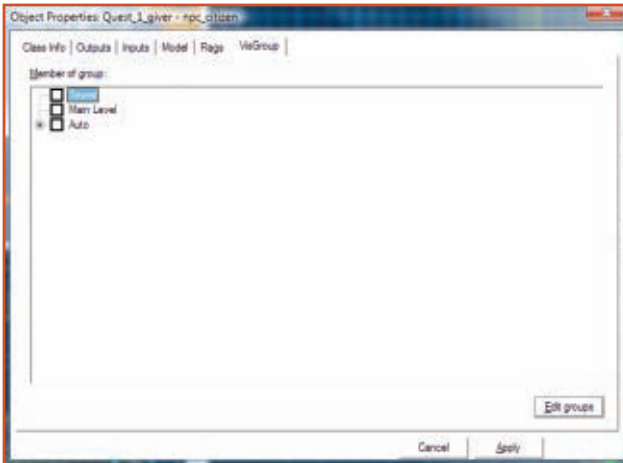 Object Properties: Quest_1_giver - npc_citizen
Class Info Outputs Inputs Model Flags VisGroup
Member of group:
Main Level
Auto
Edit groups
Cancel Apply